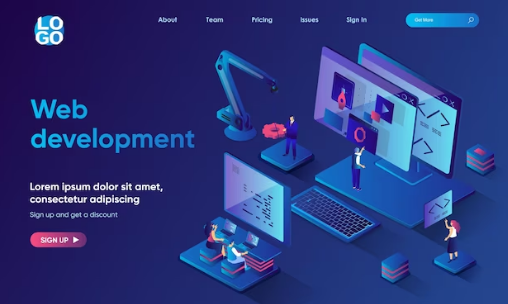 LO
GO
About
Team
Pricing
Issues
Sign In
Get More
Web
development
Lorem ipsum dolor sit amet,
consectetur adipiscing
Sign up and get a discount
SIGN UP